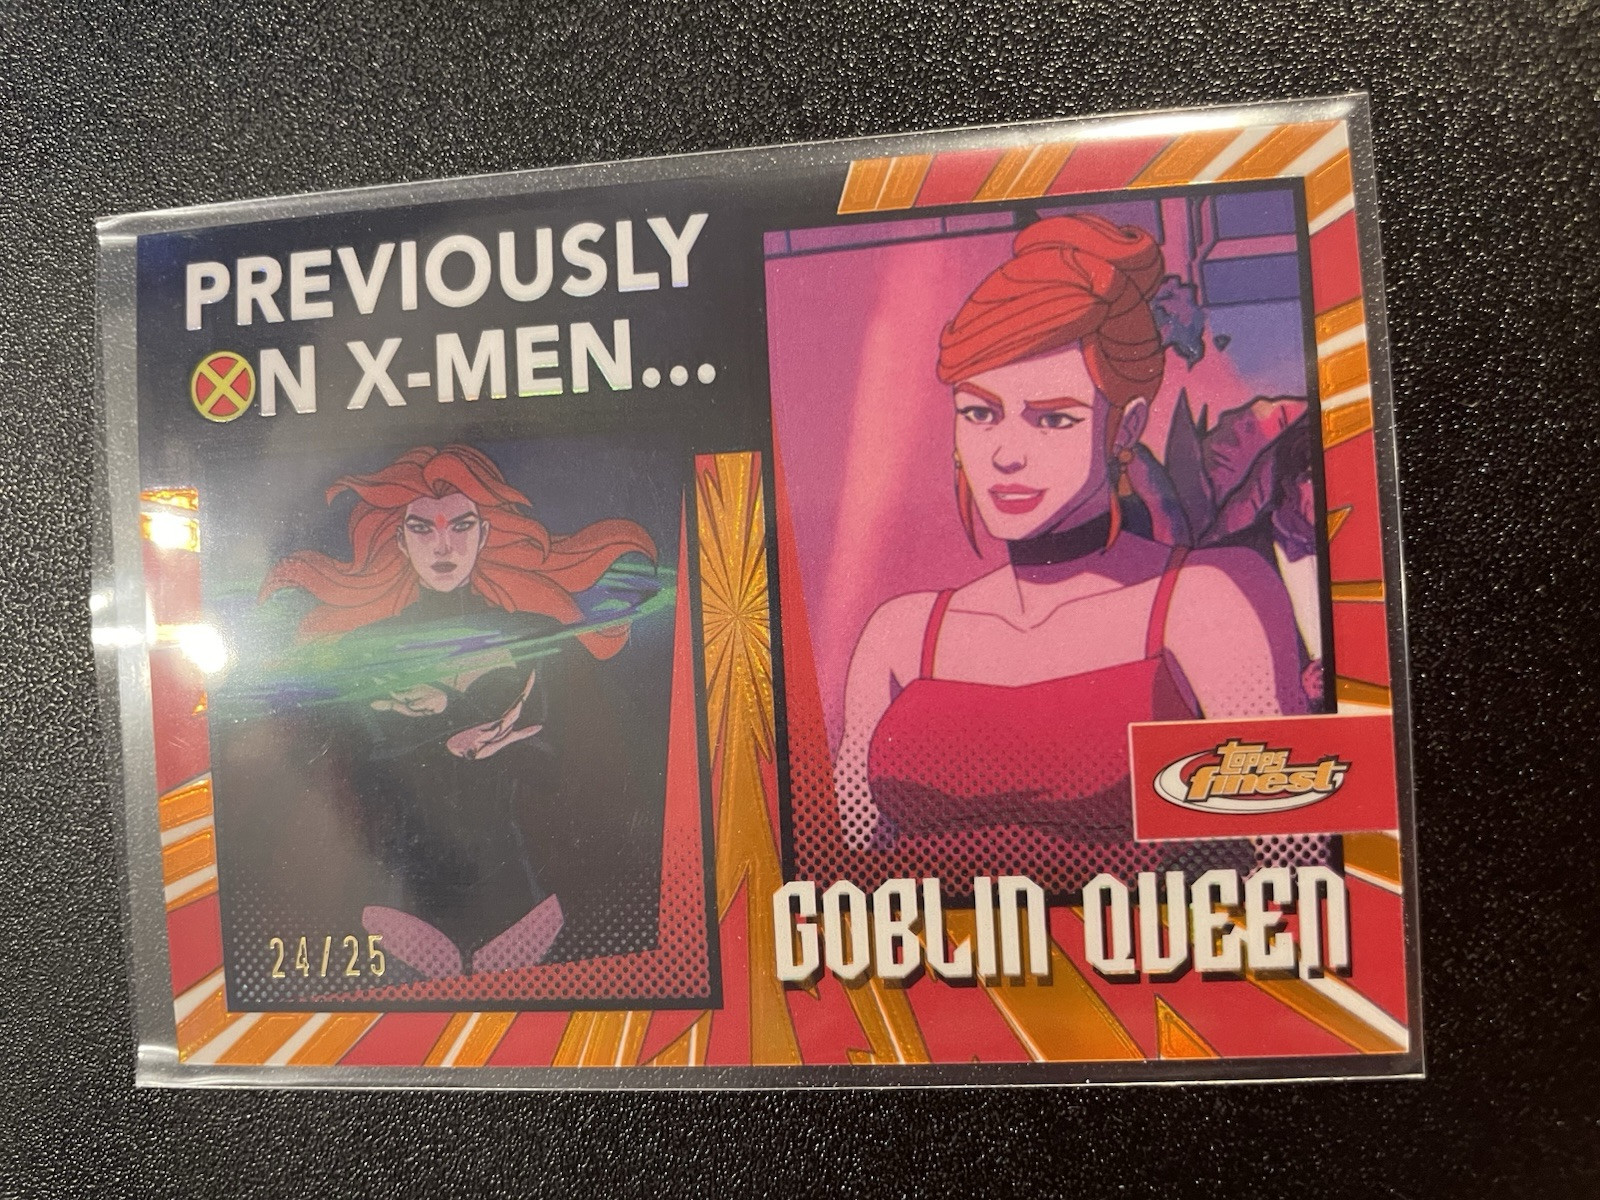 PREVIOUSLY
ON X-MEN...
topps
finest
GOBLIN QUEEN
24/25